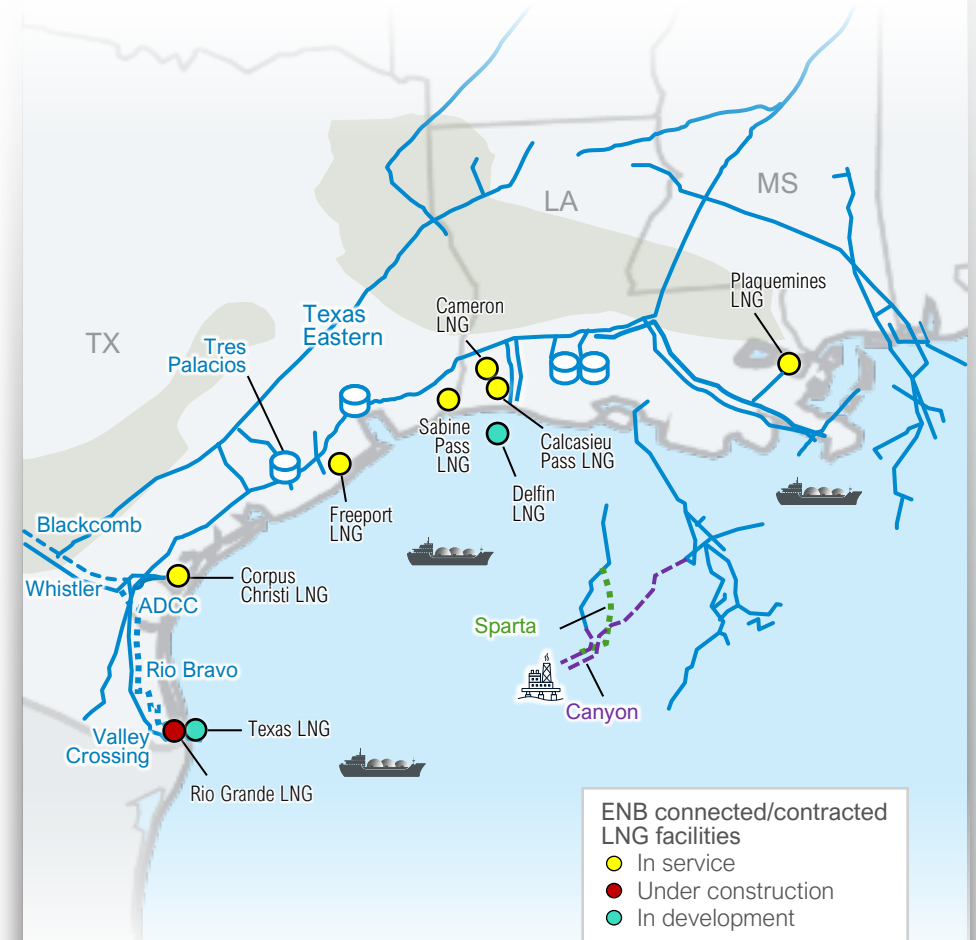 LA
MS
Plaquemines
LNG
Cameron
LNG
Texas
Eastern
TX
Tres
Palacios
Sabine
Pass
LNG
Calcasieu
Pass LNG
Delfin
LNG
Freeport
LNG
Blackcomb
Whistler
Corpus
Christi LNG
ADCC
Sparta
Rio Bravo
Canyon
Valley
Crossing
Texas LNG
Rio Grande LNG
ENB connected/contracted
LNG facilities
In service
Under construction
In development